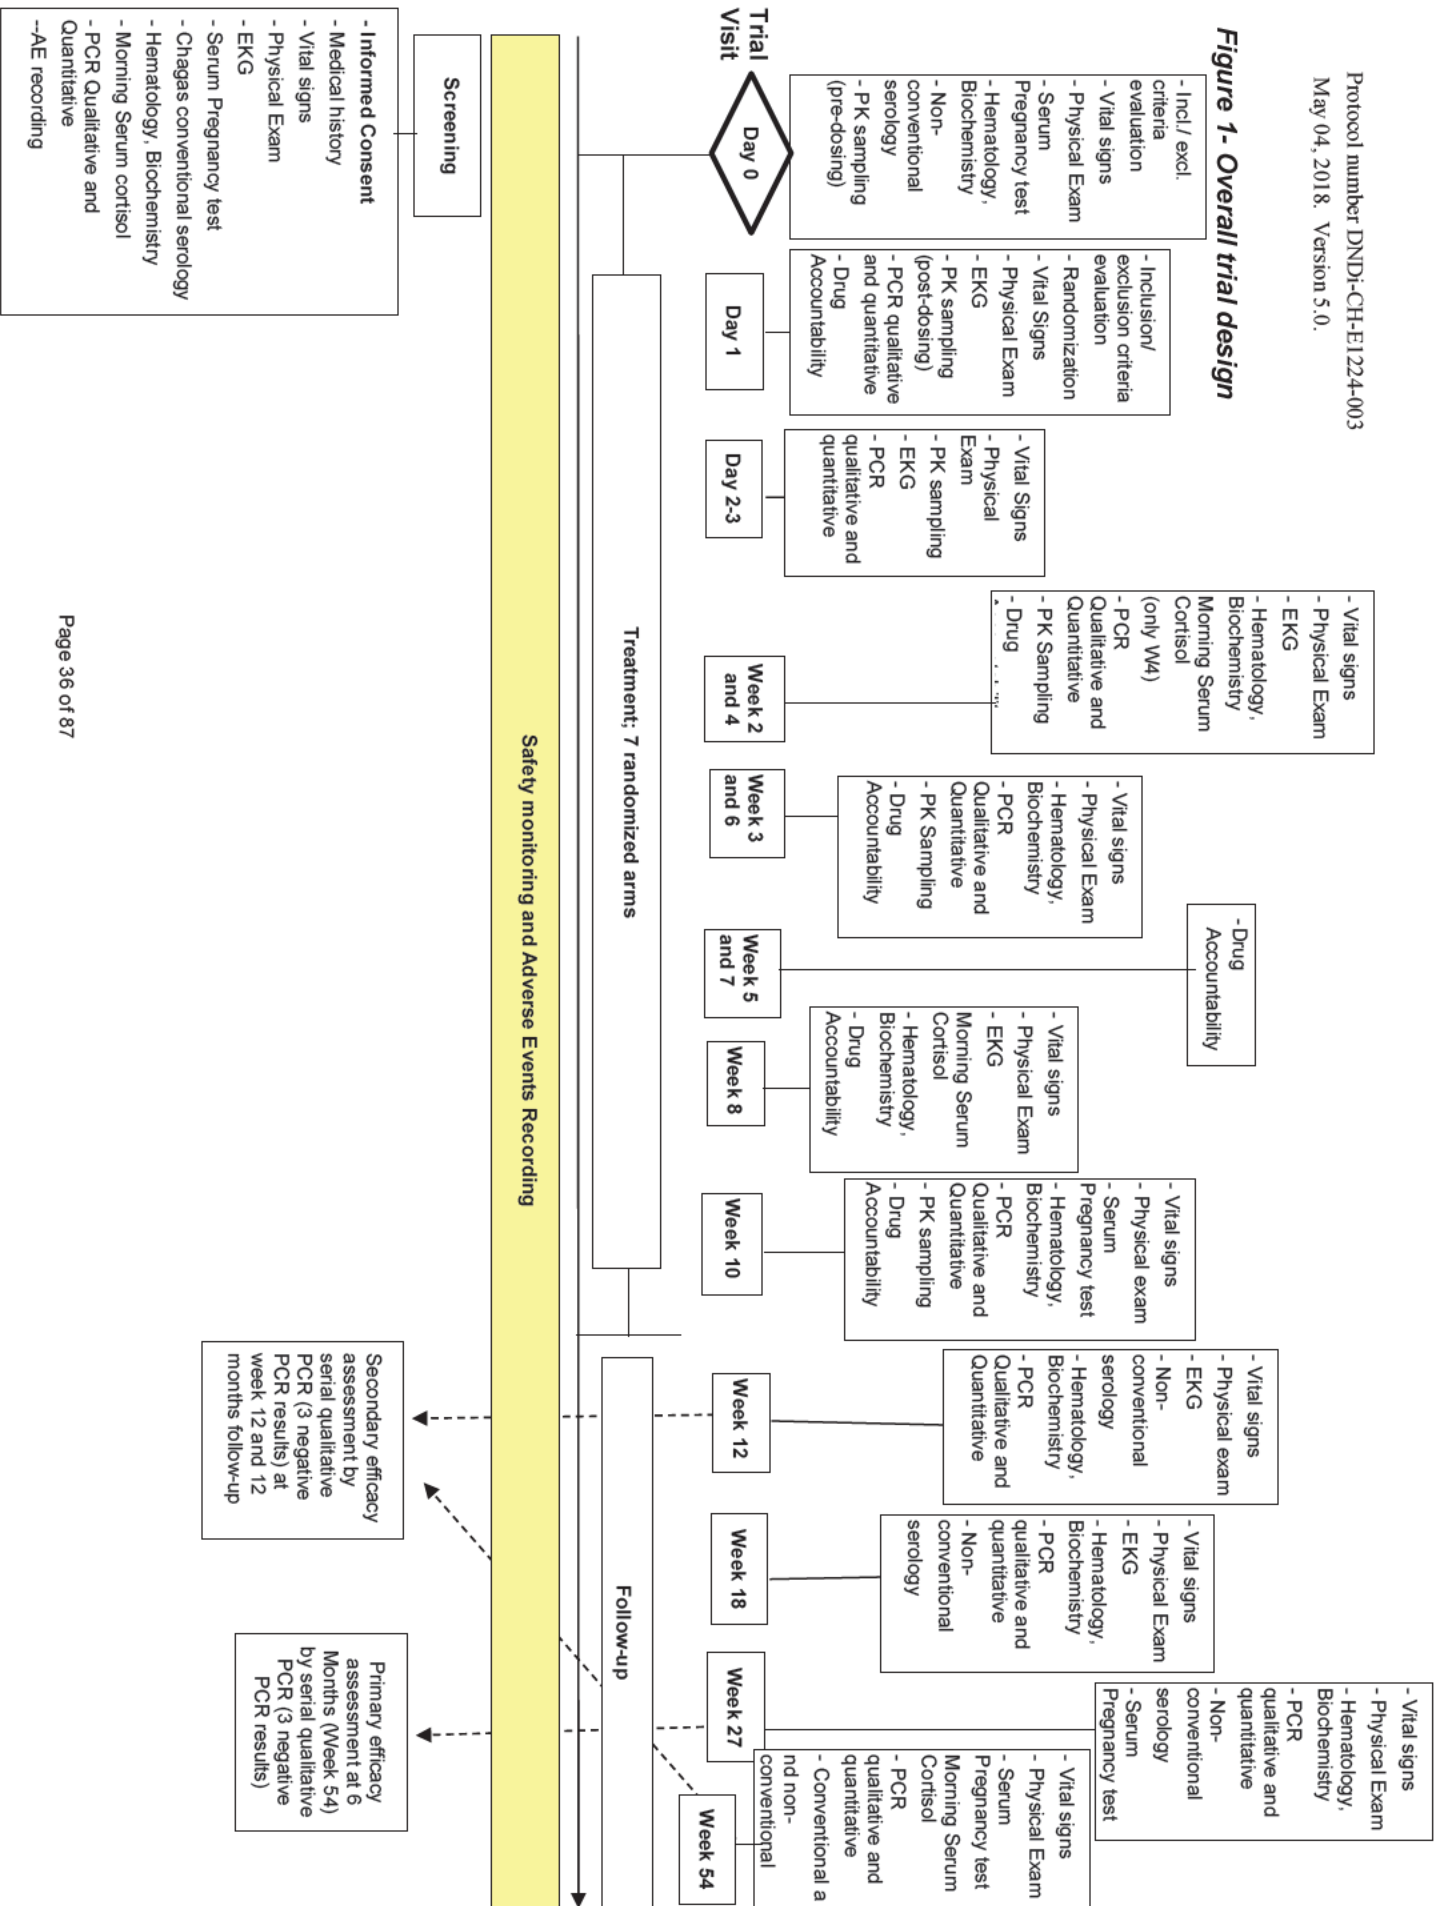 Protocol number DNDi-CH-E1224-003
May 04, 2018. Version 5.0.
Figure 1- Overall trial design
- Incl./ excl.
criteria
evaluation
- Vital signs
- Physical Exam
- Serum
Pregnancy test
- Hematology,
Biochemistry
- Non-
conventional
serology
- PK sampling
(pre-dosing)
- Inclusion/
exclusion criteria
evaluation
- Randomization
- Vital Signs
- Physical Exam
- EKG
- PK sampling
(post-dosing)
- PCR qualitative
and quantitative
- Drug
Accountability
- Vital Signs
- Physical
Exam
- PK sampling
- EKG
- PCR
qualitative and
quantitative
- Vital signs
- Physical Exam
- EKG
- Hematology,
Biochemistry
Morning Serum
Cortisol
(only W4)
- PCR
Qualitative and
Quantitative
- PK Sampling
- Drug
- Vital signs
- Physical Exam
- Hematology,
Biochemistry
- PCR
Qualitative and
Quantitative
- PK Sampling
- Drug
Accountability
- Drug
Accountability
- Vital signs
- Physical Exam
- EKG
Morning Serum
Cortisol
- Hematology,
Biochemistry
- Drug
Accountability
- Vital signs
- Physical exam
- Serum
Pregnancy test
- Hematology,
Biochemistry
- PCR
Qualitative and
Quantitative
- PK sampling
- Drug
Accountability
- Vital signs
- Physical exam
- EKG
- Non-
conventional
serology
- Hematology,
Biochemistry
- PCR
Qualitative and
Quantitative
- Vital signs
- Physical Exam
- EKG
- Hematology,
Biochemistry
- PCR
qualitative and
quantitative
- Non-
conventional
serology
- Vital signs
- Physical Exam
- Hematology,
Biochemistry
- PCR
qualitative and
quantitative
- Non-
conventional
serology
- Serum
Pregnancy test
- Vital signs
- Physical Exam
- Serum
Pregnancy test
Morning Serum
Cortisol
- PCR
qualitative and
quantitative
- Conventional a
nd non-
conventional
Trial
Visit
Day 0
Day 1
Day 2-3
Week 2
and 4
Week 3
and 6
Week 5
and 7
Week 8
Week 10
Week 12
Week 18
Week 27
Week 54
Treatment; 7 randomized arms
Follow-up
Safety monitoring and Adverse Events Recording
Screening
- Informed Consent
- Medical history
- Vital signs
- Physical Exam
- EKG
- Serum Pregnancy test
- Chagas conventional serology
- Hematology, Biochemistry
- Morning Serum cortisol
- PCR Qualitative and
Quantitative
--AE recording
Secondary efficacy
assessment by
serial qualitative
PCR (3 negative
PCR results) at
week 12 and 12
months follow-up
Primary efficacy
assessment at 6
Months (Week 54)
by serial qualitative
PCR (3 negative
PCR results)
Page 36 of 87